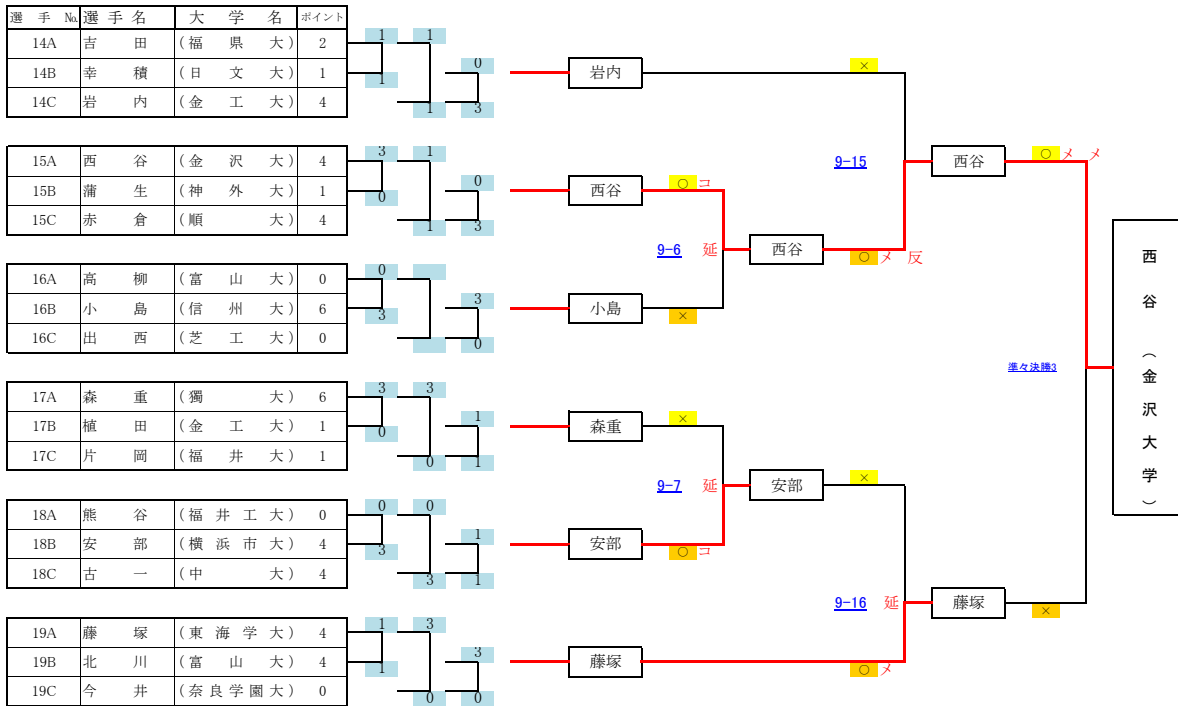 選手№ 選手名 大学名 ポイント
14A 吉田 (福県大) 2
14B 幸積 (日文大) 1
14C 岩内 (金工大) 4
1 1
1
0
1 3
岩内
×
15A 西谷 (金沢大) 4
15B 蒲生 (神外大) 1
15C 赤倉 (順大) 4
3 1
0
0
1 3
西谷
○コ
9-15
西谷
○メメ
16A 高柳 (富山大) 0
16B 小島 (信州大) 6
16C 出西 (芝工大) 0
0
3
3
0
小島
×
9-6 延
西谷
○メ反
17A 森重 (獨大) 6
17B 植田 (金工大) 1
17C 片岡 (福井大) 1
3 3
0
1
0 1
森重
×
準々決勝3
西谷(金沢大学)
18A 熊谷 (福井工大) 0
18B 安部 (横浜市大) 4
18C 古一 (中大) 4
0 0
3
1
3 1
安部
○コ
9-7 延
安部
×
19A 藤塚 (東海学大) 4
19B 北川 (富山大) 4
19C 今井 (奈良学園大) 0
1 3
1
3
0 0
藤塚
○メ
9-16 延
藤塚
×